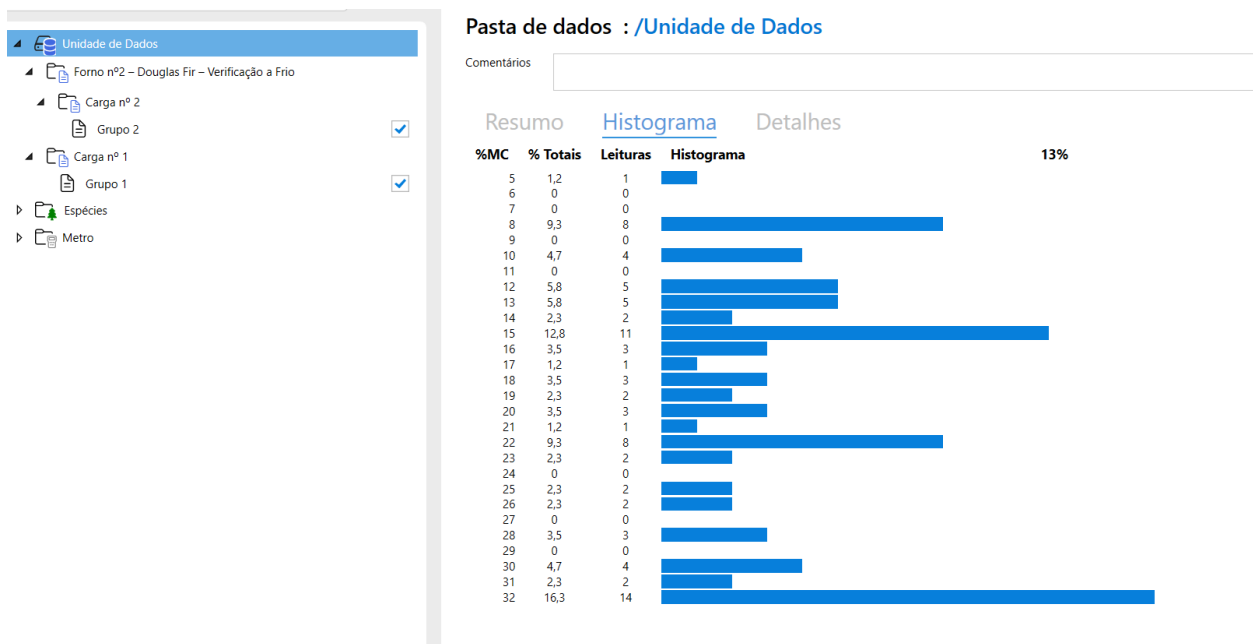 Unidade de Dados
Forno nº2 – Douglas Fir – Verificação a Frio
Carga nº 2
Grupo 2
Carga nº 1
Grupo 1
Espécies
Metro
Pasta de dados : /Unidade de Dados
Comentários
Resumo Histograma Detalhes
%MC % Totais Leituras Histograma 13%
5 1,2 1
6 0 0
7 0 0
8 9,3 8
9 0 0
10 4,7 4
11 0 0
12 5,8 5
13 5,8 5
14 2,3 2
15 12,8 11
16 3,5 3
17 1,2 1
18 3,5 3
19 2,3 2
20 3,5 3
21 1,2 1
22 9,3 8
23 2,3 2
24 0 0
25 2,3 2
26 2,3 2
27 0 0
28 3,5 3
29 0 0
30 4,7 4
31 2,3 2
32 16,3 14